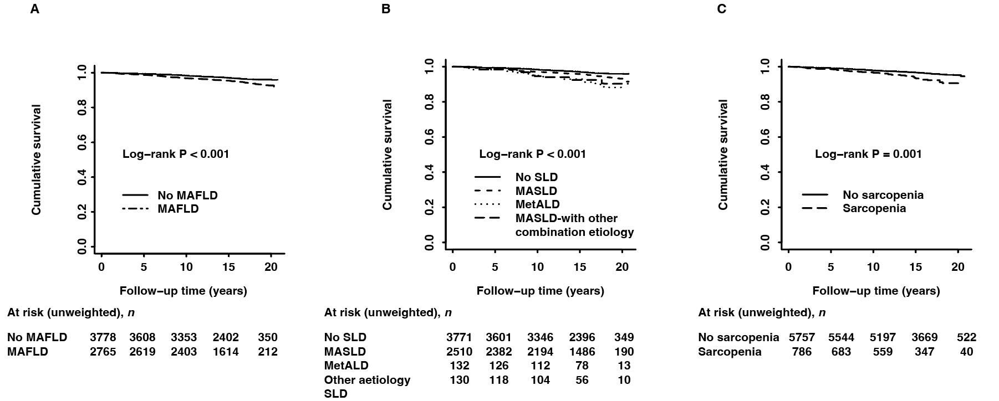 A
Cumulative survival
1.0
0.8
0.6
0.4
0.2
0.0
Log–rank P < 0.001
No MAFLD
MAFLD
0 5 10 15 20
Follow–up time (years)
At risk (unweighted), n
No MAFLD 3778 3608 3353 2402 350
MAFLD 2765 2619 2403 1614 212
B
Cumulative survival
1.0
0.8
0.6
0.4
0.2
0.0
Log–rank P < 0.001
No SLD
MASLD
MetALD
MASLD-with other
combination etiology
0 5 10 15 20
Follow–up time (years)
At risk (unweighted), n
No SLD 3771 3601 3346 2396 349
MASLD 2510 2382 2194 1486 190
MetALD 132 126 112 78 13
Other aetiology 130 118 104 56 10
SLD
C
Cumulative survival
1.0
0.8
0.6
0.4
0.2
0.0
Log–rank P = 0.001
No sarcopenia
Sarcopenia
0 5 10 15 20
Follow–up time (years)
At risk (unweighted), n
No sarcopenia 5757 5544 5197 3669 522
Sarcopenia 786 683 559 347 40